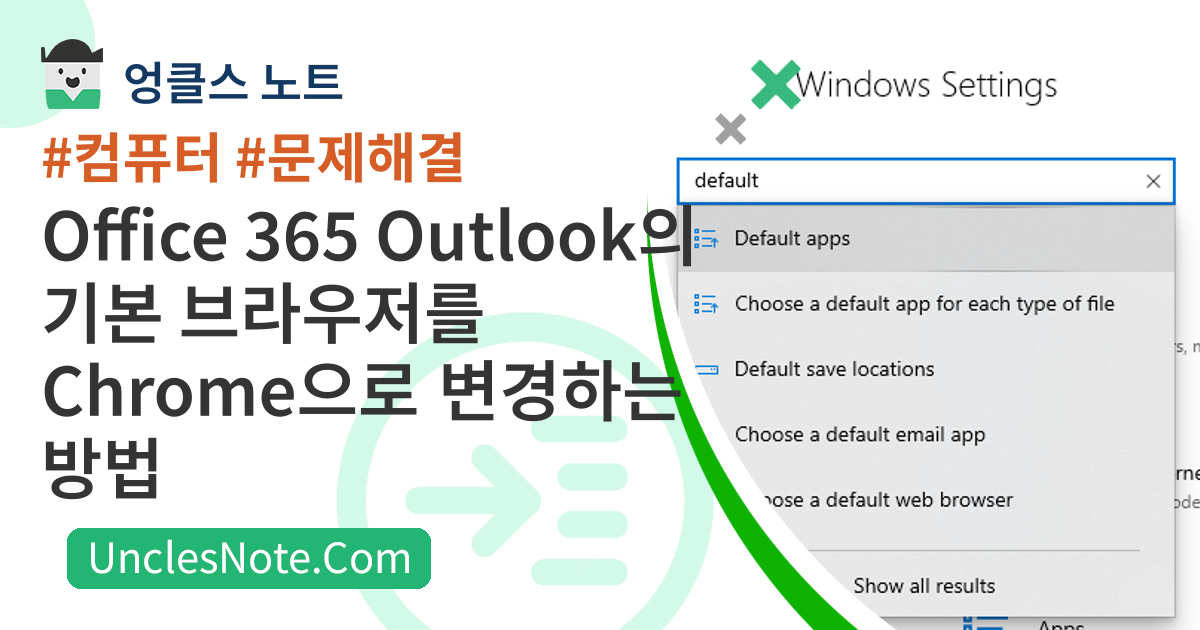 엉클스 노트
#컴퓨터 #문제해결
Office 365 Outlook의
기본 브라우저를
Chrome으로 변경하는
방법
UnclesNote.Com
Windows Settings
default
Default apps
Choose a default app for each type of file
Default save locations
Choose a default email app
oose a default web browser
Show all results
Apps